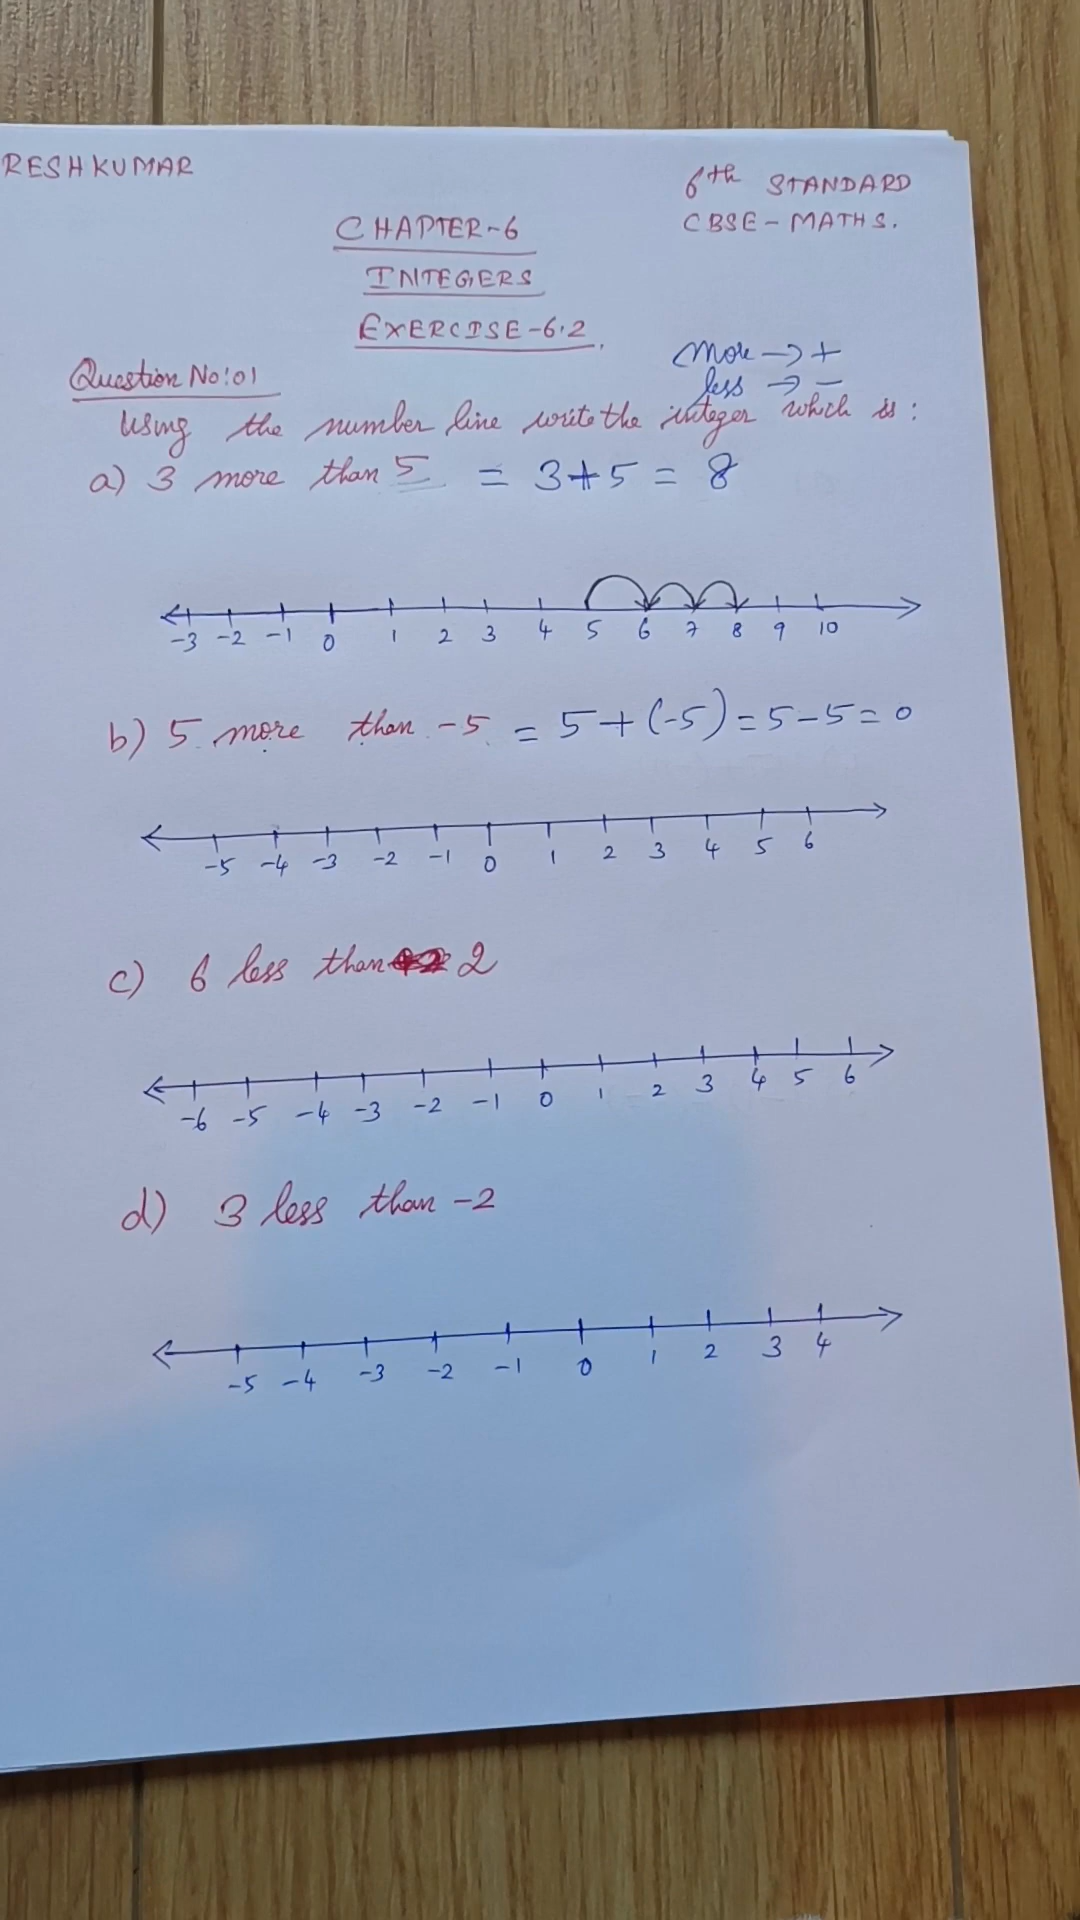 RESHKUMAR
6th STANDARD
CBSE - MATHS.
CHAPTER-6
INTEGERS
EXERCISE-6.2
more → +
less → -
Question No:01
Using the number line write the integer which is:
a) 3 more than 5 = 3+5 = 8
-3 -2 -1 0 1 2 3 4 5 6 7 8 9 10
b) 5 more than -5 = 5+(-5) = 5-5 = 0
-5 -4 -3 -2 -1 0 1 2 3 4 5 6
c) 6 less than 2
-6 -5 -4 -3 -2 -1 0 1 2 3 4 5 6
d) 3 less than -2
-5 -4 -3 -2 -1 0 1 2 3 4